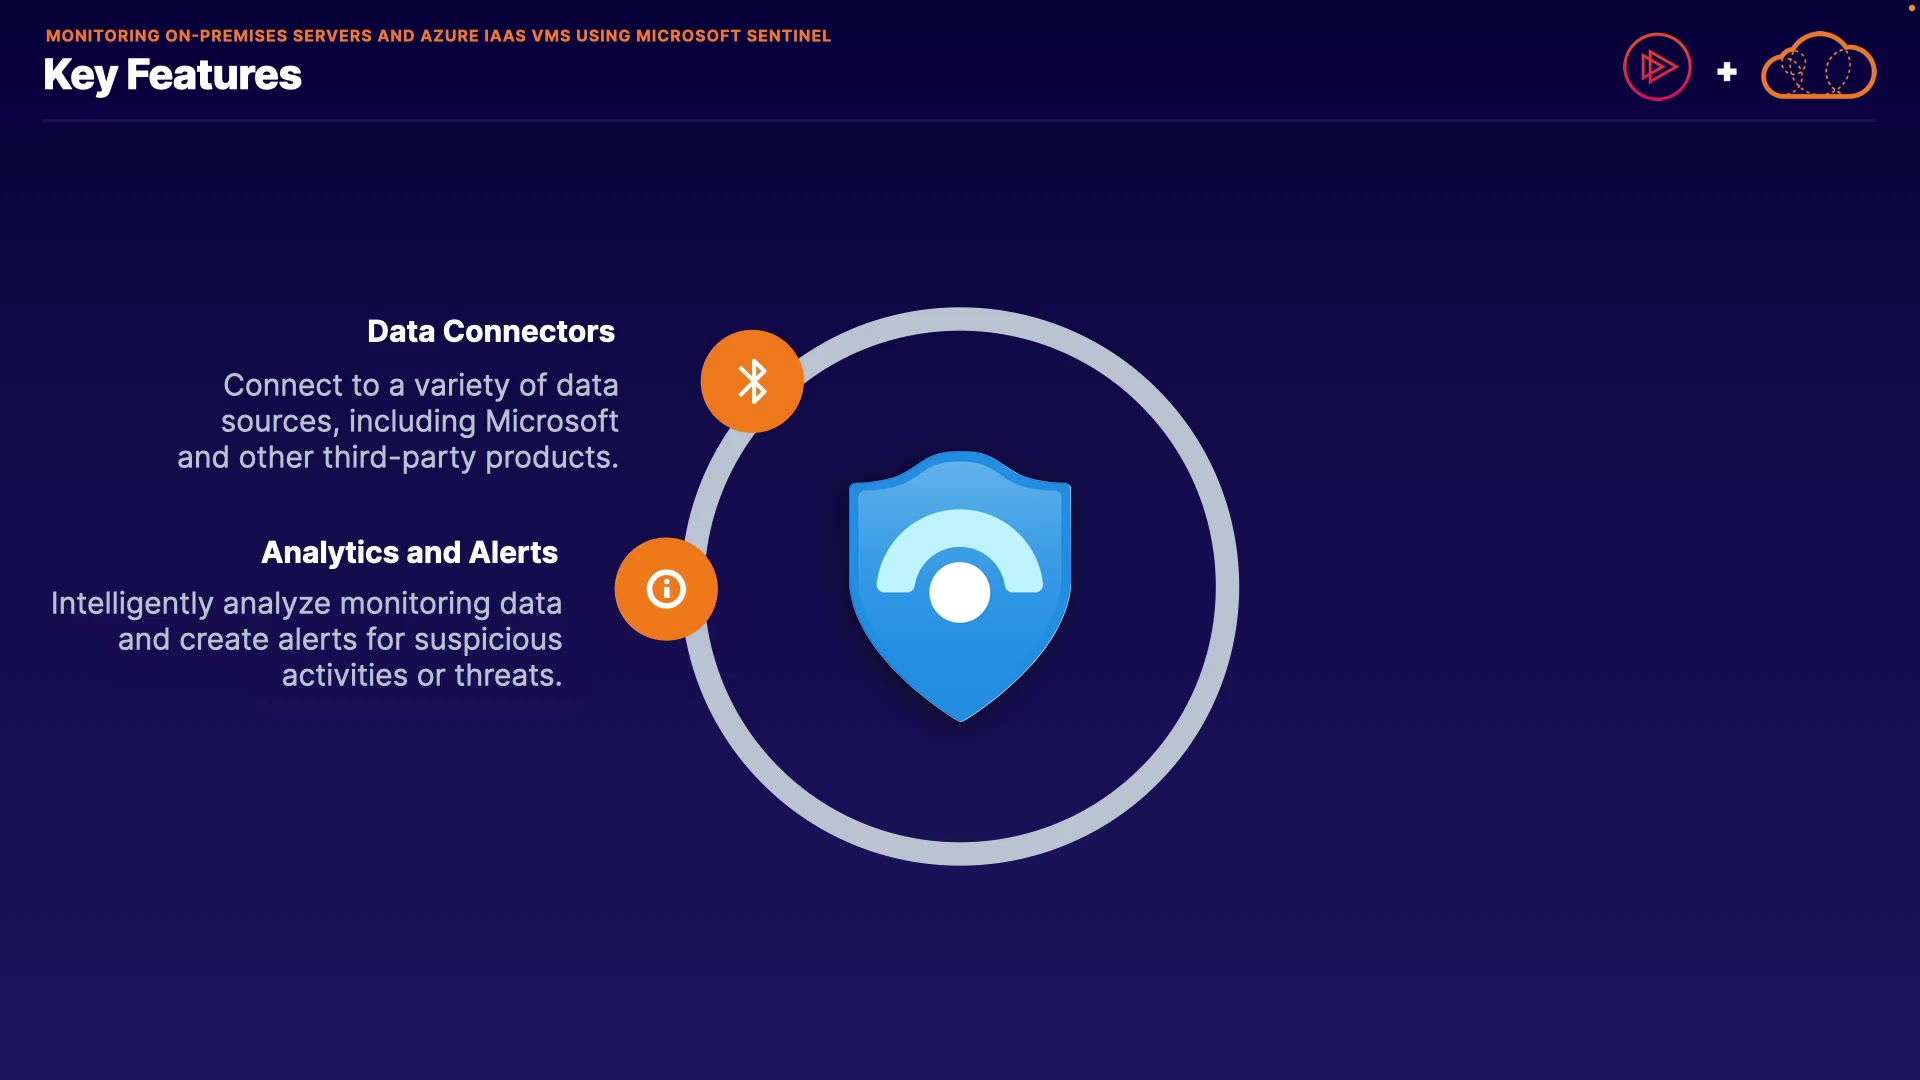 MONITORING ON-PREMISES SERVERS AND AZURE IAAS VMS USING MICROSOFT SENTINEL
Key Features
Data Connectors
Connect to a variety of data
sources, including Microsoft
and other third-party products.
Analytics and Alerts
Intelligently analyze monitoring data
and create alerts for suspicious
activities or threats.